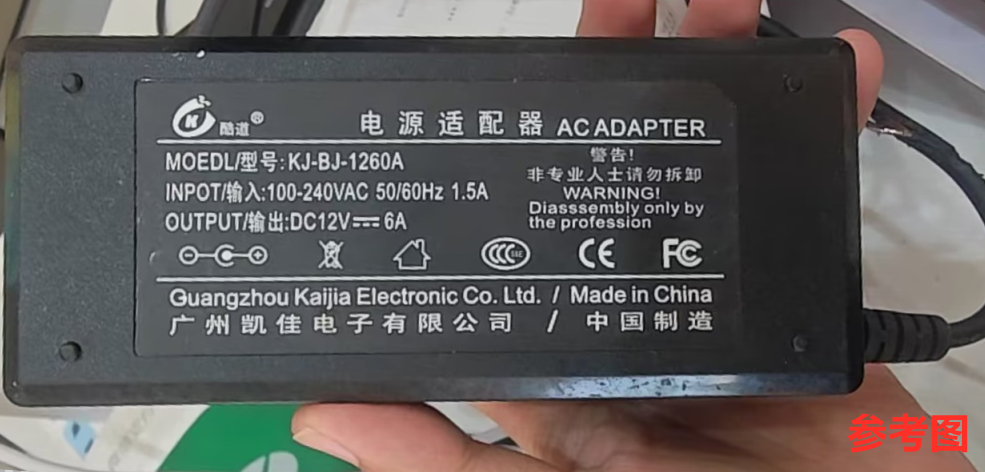 酷道®
电源适配器 AC ADAPTER
MOEDL/型号:KJ-BJ-1260A
INPOT/输入:100-240VAC 50/60Hz 1.5A
OUTPUT/输出:DC12V⎓6A
警告!
非专业人士请勿拆卸
WARNING!
Diasssembly only by
the profession
CCC S&E CE FC
Guangzhou Kaijia Electronic Co. Ltd. / Made in China
广州凯佳电子有限公司 / 中国制造
参考图